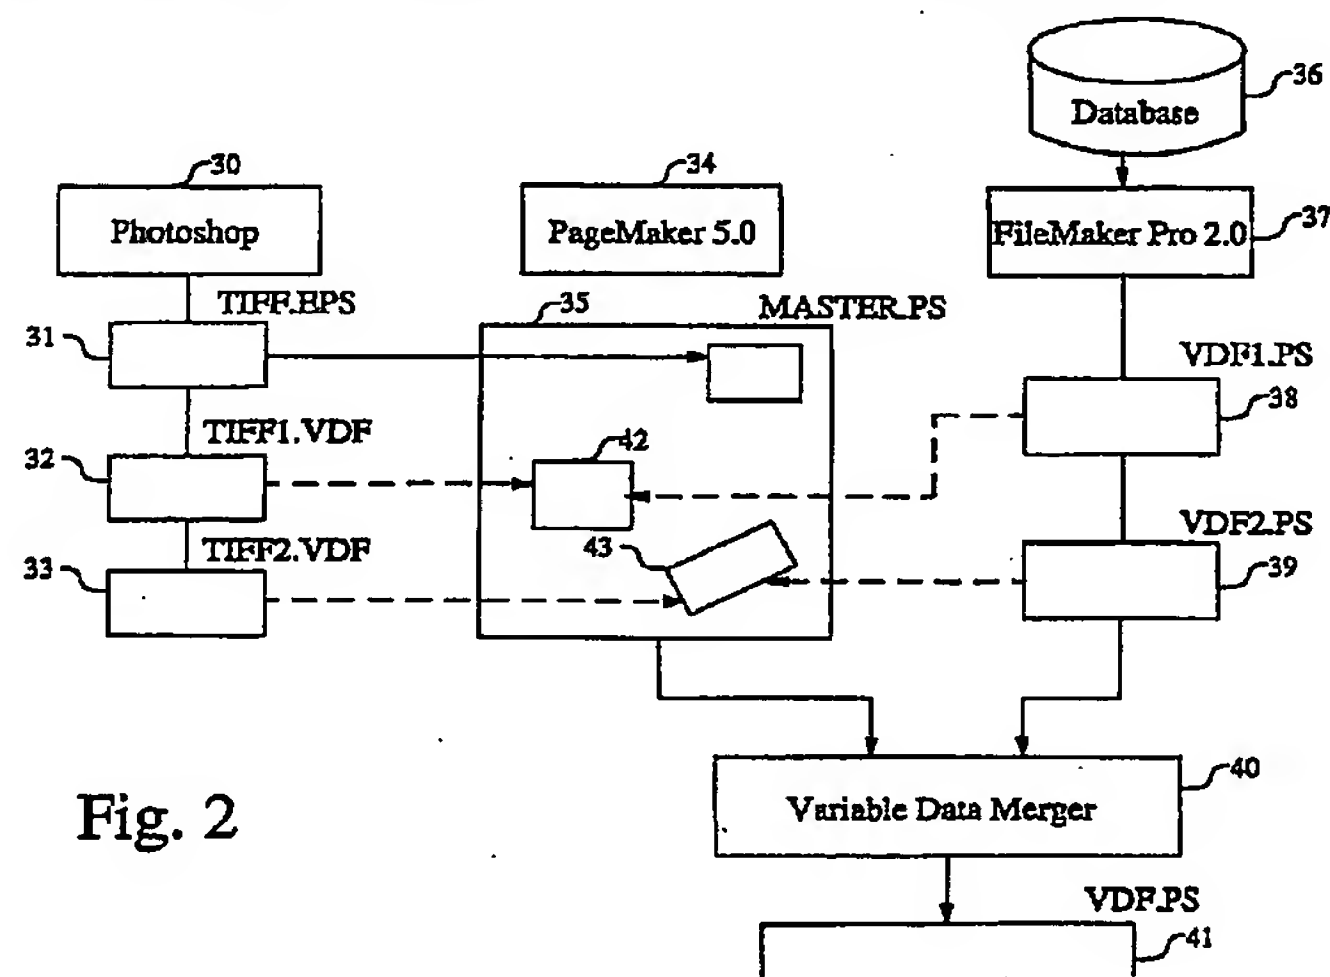 36
Database
30
34
Photoshop
PageMaker 5.0
FileMaker Pro 2.0
37
TIFF.EPS
35
MASTER.PS
31
VDF1.PS
38
TIFF1.VDF
42
32
VDF2.PS
TIFF2.VDF
43
33
39
40
Variable Data Merger
Fig. 2
VDF.PS
41